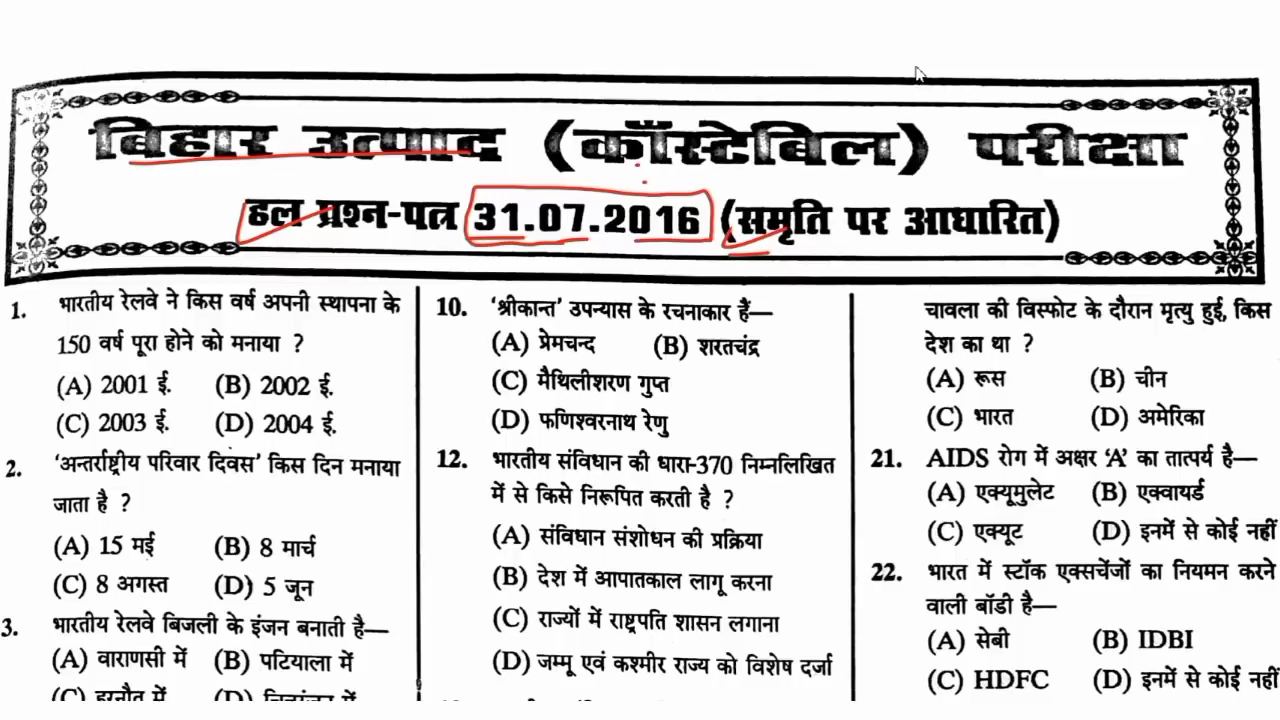 बिहार उत्पाद (काँस्टेबिल) परीक्षा
हल प्रश्न-पत्र 31.07.2016 (समृति पर आधारित)
1. भारतीय रेलवे ने किस वर्ष अपनी स्थापना के
150 वर्ष पूरा होने को मनाया ?
(A) 2001 ई. (B) 2002 ई.
(C) 2003 ई. (D) 2004 ई.
2. 'अन्तर्राष्ट्रीय परिवार दिवस' किस दिन मनाया
जाता है ?
(A) 15 मई (B) 8 मार्च
(C) 8 अगस्त (D) 5 जून
3. भारतीय रेलवे बिजली के इंजन बनाती है—
(A) वाराणसी में (B) पटियाला में
(C) हरनौत में (D) चितरंजन में
10. 'श्रीकान्त' उपन्यास के रचनाकार हैं—
(A) प्रेमचन्द (B) शरतचंद्र
(C) मैथिलीशरण गुप्त
(D) फणिश्वरनाथ रेणु
12. भारतीय संविधान की धारा-370 निम्नलिखित
में से किसे निरूपित करती है ?
(A) संविधान संशोधन की प्रक्रिया
(B) देश में आपातकाल लागू करना
(C) राज्यों में राष्ट्रपति शासन लगाना
(D) जम्मू एवं कश्मीर राज्य को विशेष दर्जा
चावला की विस्फोट के दौरान मृत्यु हुई, किस
देश का था ?
(A) रूस (B) चीन
(C) भारत (D) अमेरिका
21. AIDS रोग में अक्षर 'A' का तात्पर्य है—
(A) एक्यूमुलेट (B) एक्वायर्ड
(C) एक्यूट (D) इनमें से कोई नहीं
22. भारत में स्टॉक एक्सचेंजों का नियमन करने
वाली बॉडी है—
(A) सेबी (B) IDBI
(C) HDFC (D) इनमें से कोई नहीं